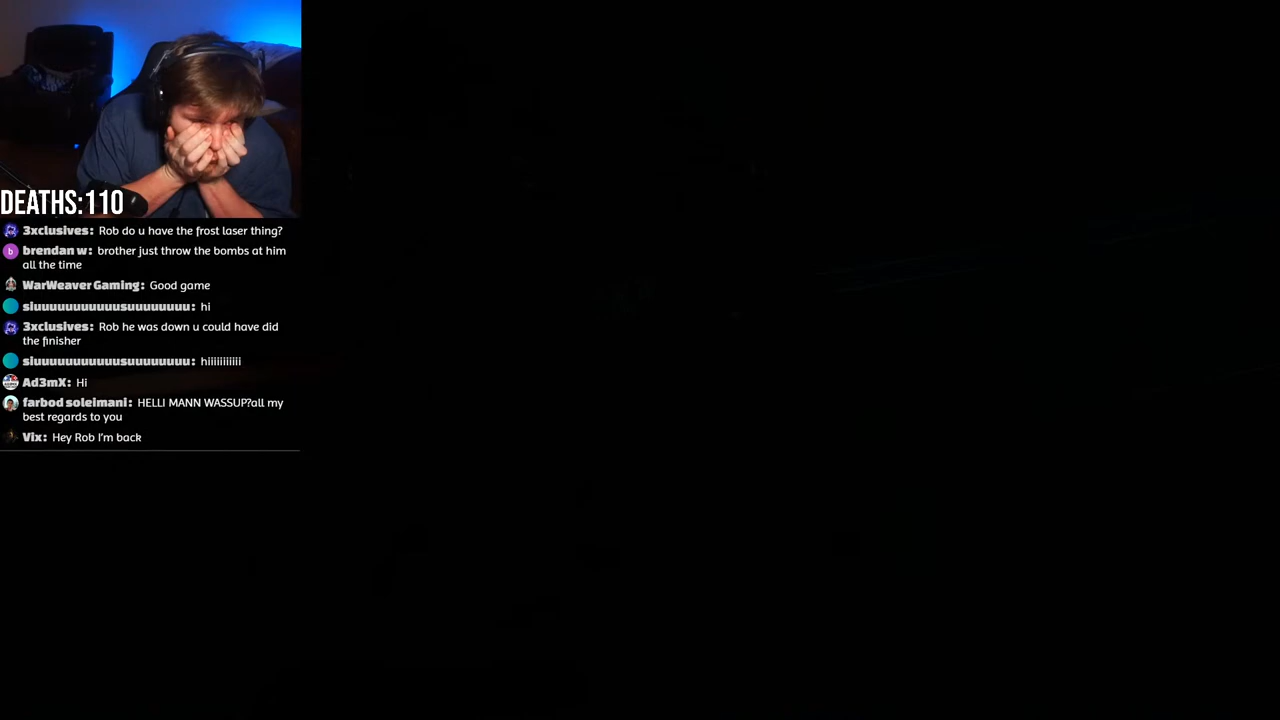 DEATHS:110
3xclusives: Rob do u have the frost laser thing?
brendan w: brother just throw the bombs at him
all the time
WarWeaver Gaming: Good game
siuuuuuuuuuuusuuuuuuuuu: hi
3xclusives: Rob he was down u could have did
the finisher
siuuuuuuuuuuusuuuuuuuuu: hiiiiiiiiiii
Ad3mX: Hi
farbod soleimani: HELLI MANN WASSUP?all my
best regards to you
Vix: Hey Rob I'm back